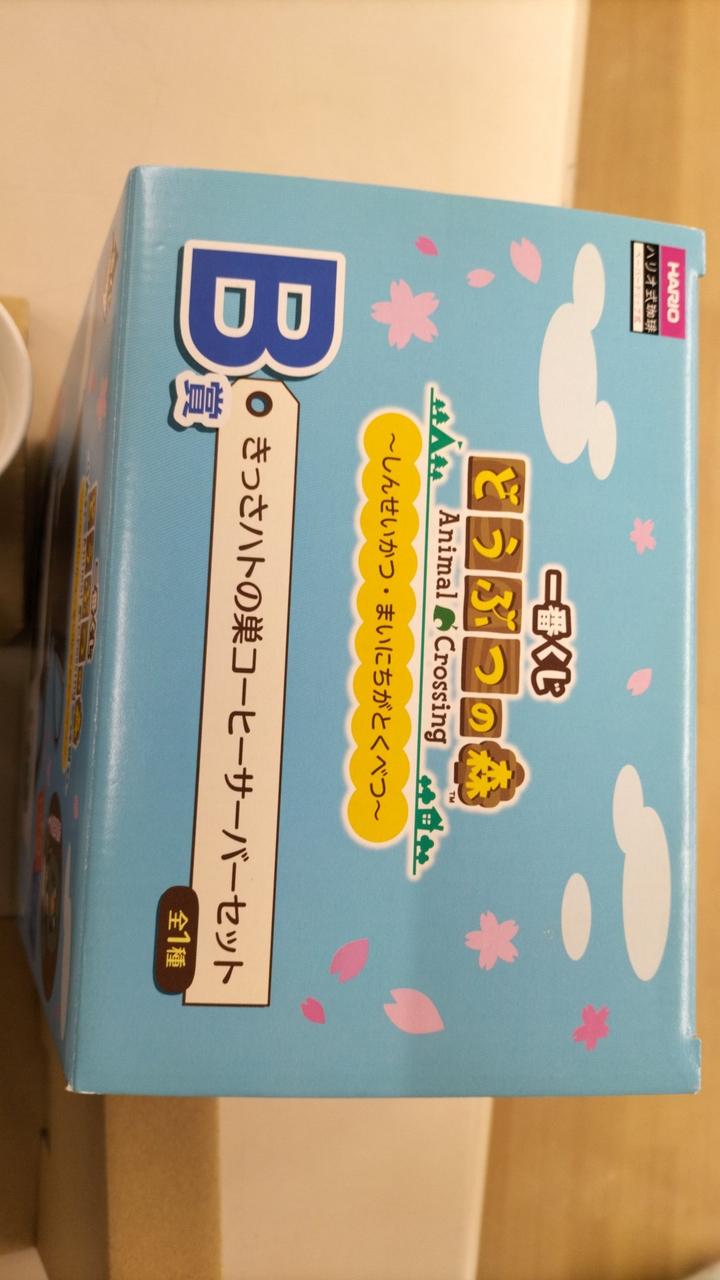 HARIO
ハリオ式珈琲
一番くじ
どうぶつの森™
Animal Crossing
～しんせいかつ・まいにちがとくべつ～
B賞
きっさハトの巣コーヒーサーバーセット
全1種